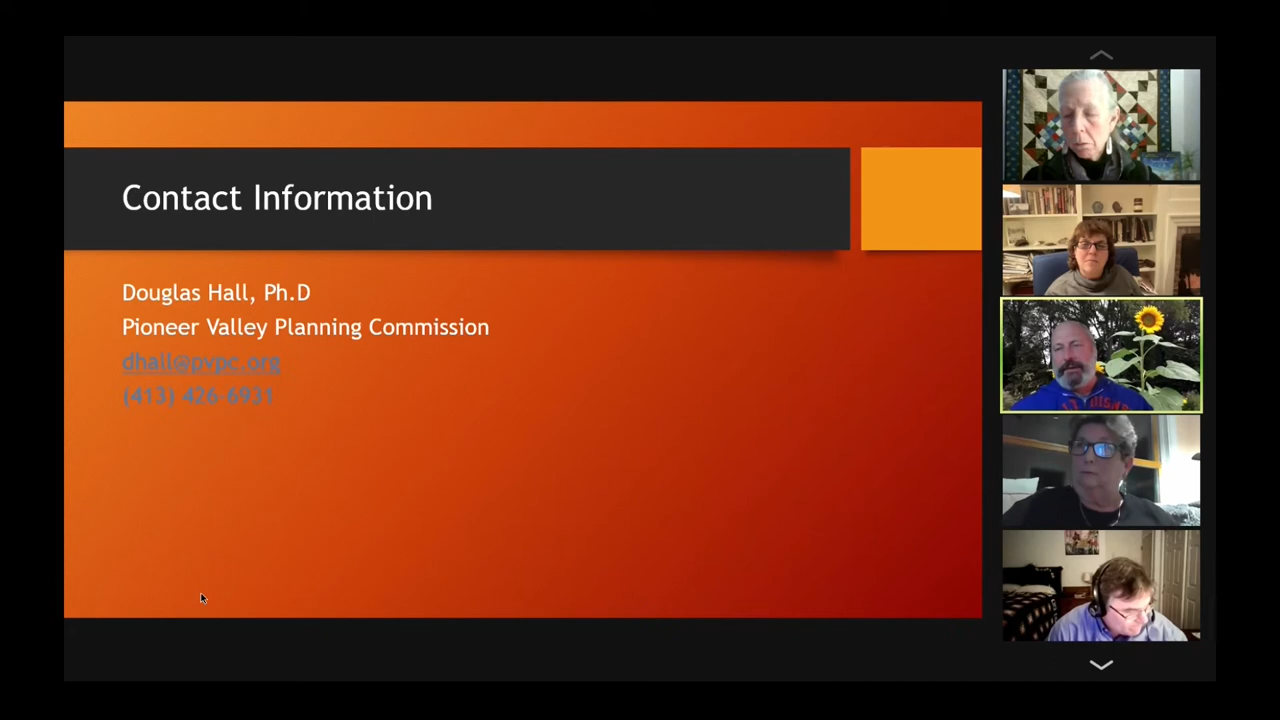 Contact Information
Douglas Hall, Ph.D
Pioneer Valley Planning Commission
dhall@pvpc.org
(413) 426-6931